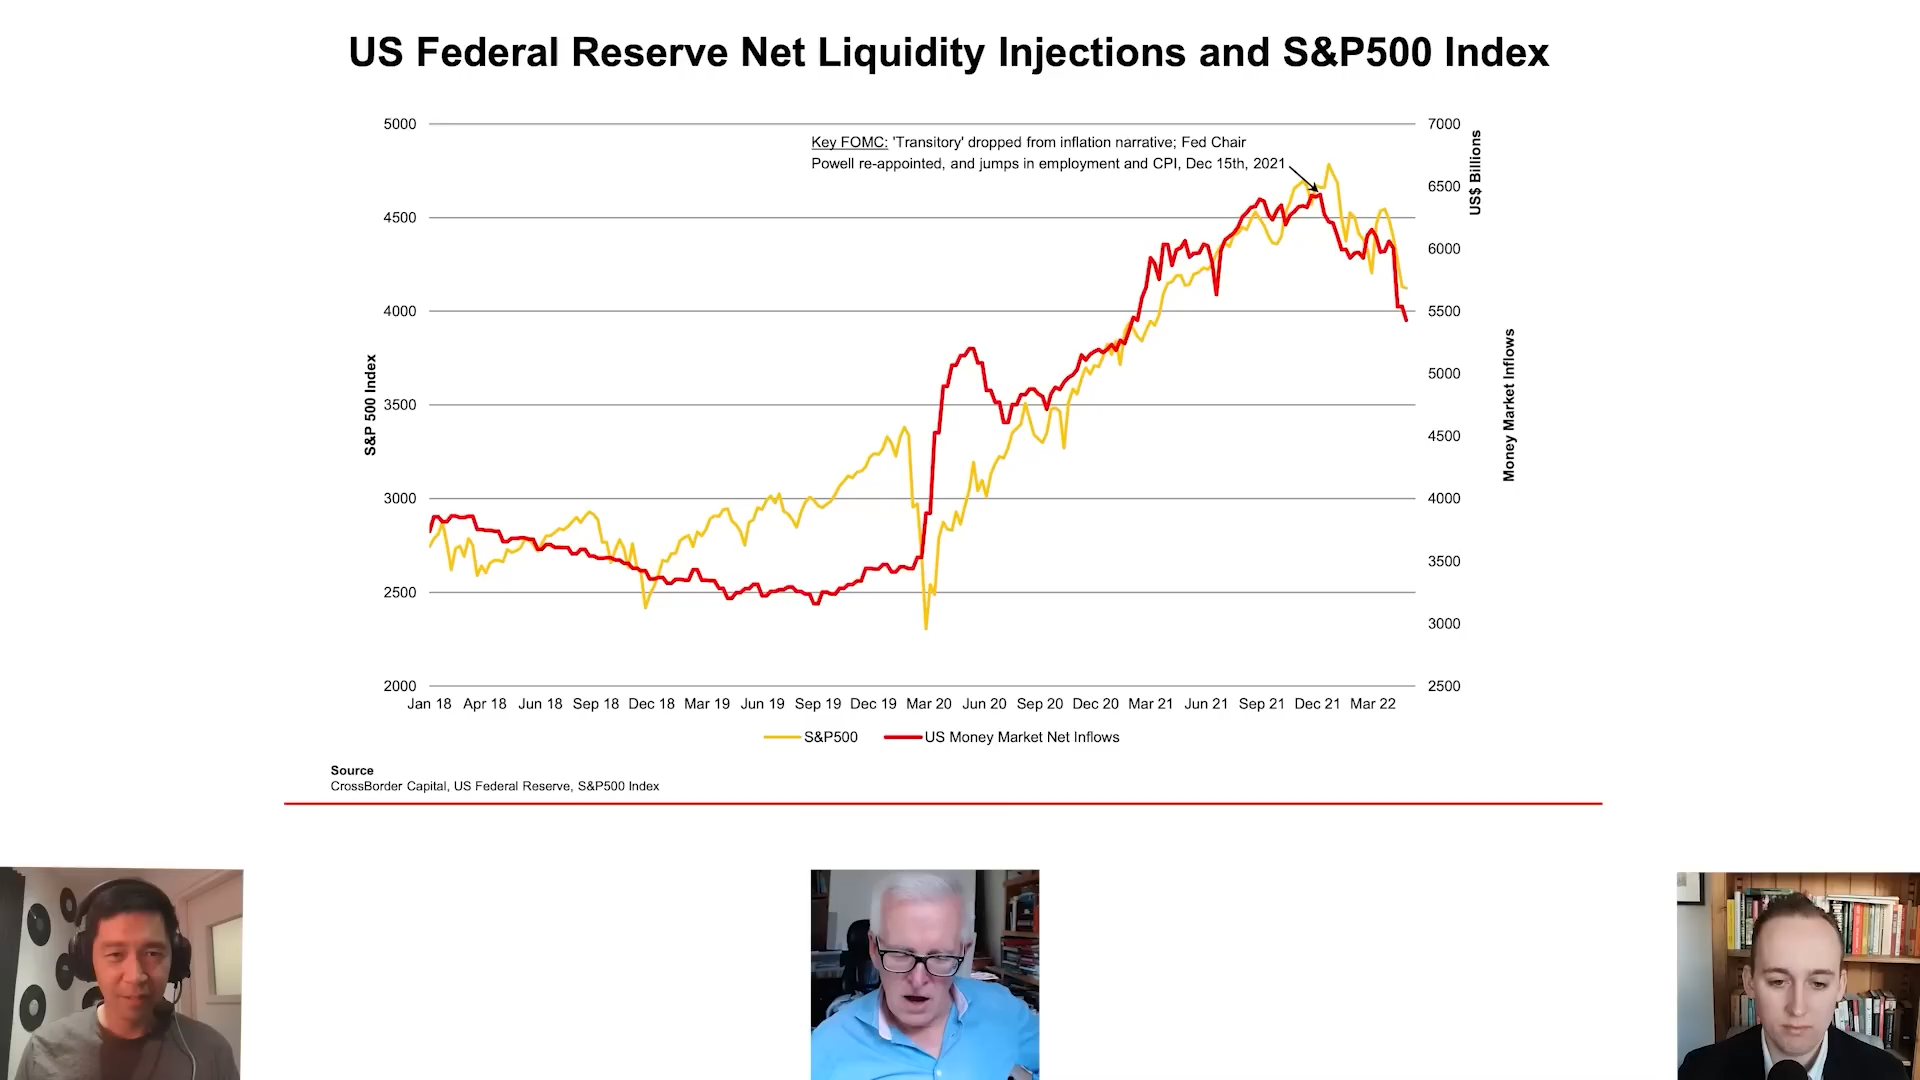 US Federal Reserve Net Liquidity Injections and S&P500 Index
5000
7000
Key FOMC: 'Transitory' dropped from inflation narrative; Fed Chair
Powell re-appointed, and jumps in employment and CPI, Dec 15th, 2021
US$ Billions
6500
4500
6000
4000
5500
S&P 500 Index
Money Market Inflows
5000
3500
4500
3000
4000
3500
2500
3000
2000
2500
Jan 18 Apr 18 Jun 18 Sep 18 Dec 18 Mar 19 Jun 19 Sep 19 Dec 19 Mar 20 Jun 20 Sep 20 Dec 20 Mar 21 Jun 21 Sep 21 Dec 21 Mar 22
S&P500 US Money Market Net Inflows
Source
CrossBorder Capital, US Federal Reserve, S&P500 Index